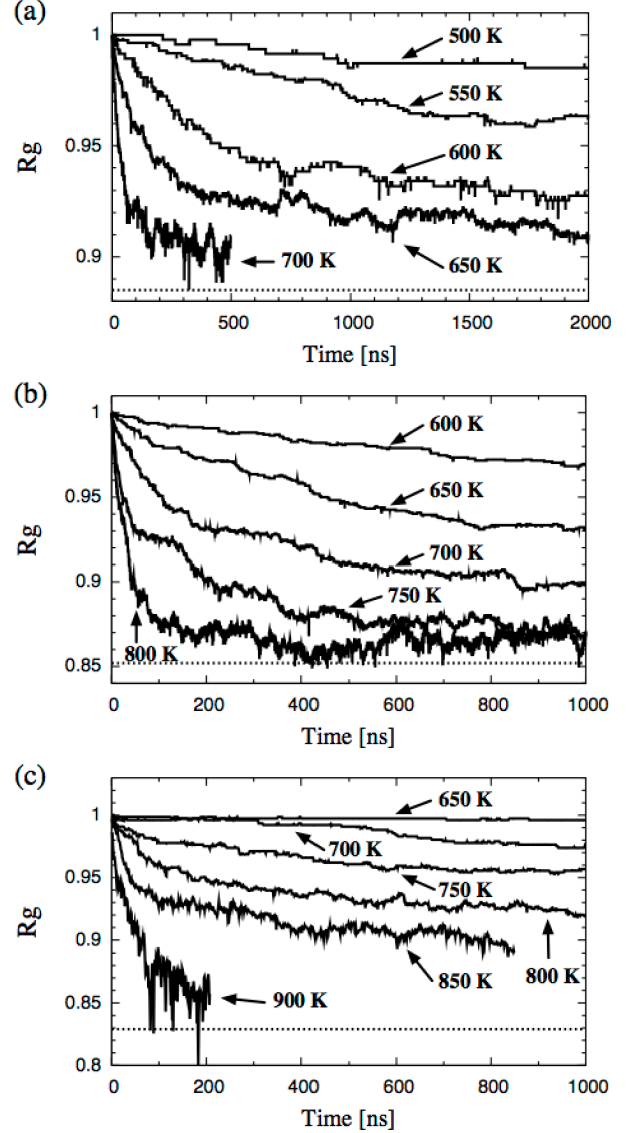 (a)
1
0.95
0.9
Rg
500 K
550 K
600 K
650 K
700 K
0 500 1000 1500 2000
Time [ns]
(b)
1
0.95
0.9
0.85
Rg
600 K
650 K
700 K
750 K
800 K
0 200 400 600 800 1000
Time [ns]
(c)
1
0.95
0.9
0.85
0.8
Rg
650 K
700 K
750 K
800 K
850 K
900 K
0 200 400 600 800 1000
Time [ns]